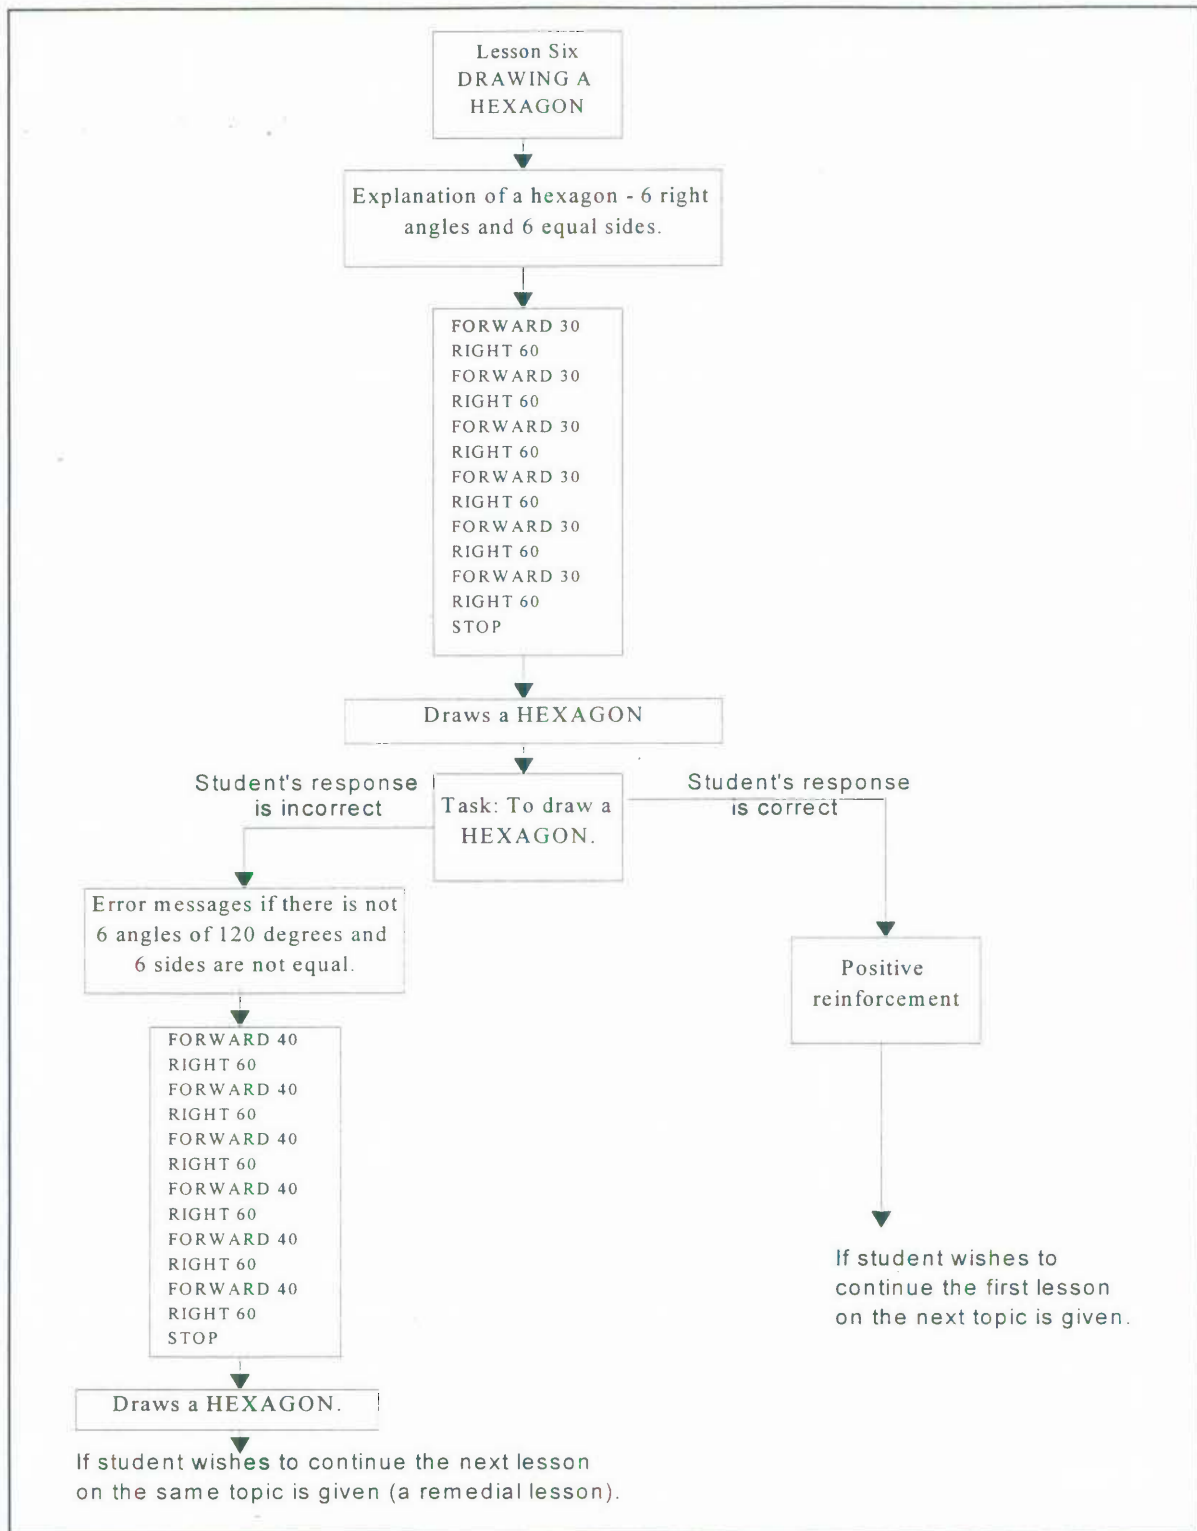 Lesson Six
DRAWING A
HEXAGON
Explanation of a hexagon - 6 right
angles and 6 equal sides.
FORWARD 30
RIGHT 60
FORWARD 30
RIGHT 60
FORWARD 30
RIGHT 60
FORWARD 30
RIGHT 60
FORWARD 30
RIGHT 60
FORWARD 30
RIGHT 60
STOP
Draws a HEXAGON
Task: To draw a
HEXAGON.
Student's response
is incorrect
Student's response
is correct
Error messages if there is not
6 angles of 120 degrees and
6 sides are not equal.
FORWARD 40
RIGHT 60
FORWARD 40
RIGHT 60
FORWARD 40
RIGHT 60
FORWARD 40
RIGHT 60
FORWARD 40
RIGHT 60
FORWARD 40
RIGHT 60
STOP
Draws a HEXAGON.
If student wishes to continue the next lesson
on the same topic is given (a remedial lesson).
Positive
reinforcement
If student wishes to
continue the first lesson
on the next topic is given.